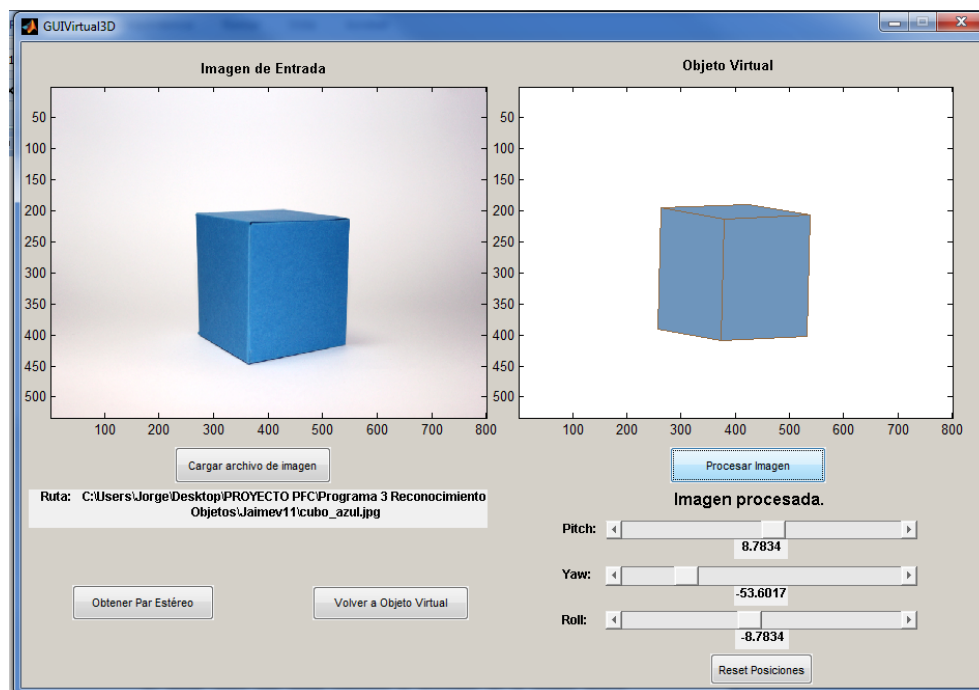 GUIVirtual3D
Imagen de Entrada
Objeto Virtual
50
100
150
200
250
300
350
400
450
500
100 200 300 400 500 600 700 800
50
100
150
200
250
300
350
400
450
500
100 200 300 400 500 600 700 800
Cargar archivo de imagen
Ruta: C:\Users\Jorge\Desktop\PROYECTO PFC\Programa 3 Reconocimiento
Objetos\Jaimev11\cubo_azul.jpg
Obtener Par Estéreo
Volver a Objeto Virtual
Procesar Imagen
Imagen procesada.
Pitch:
8.7834
Yaw:
-53.6017
Roll:
-8.7834
Reset Posiciones